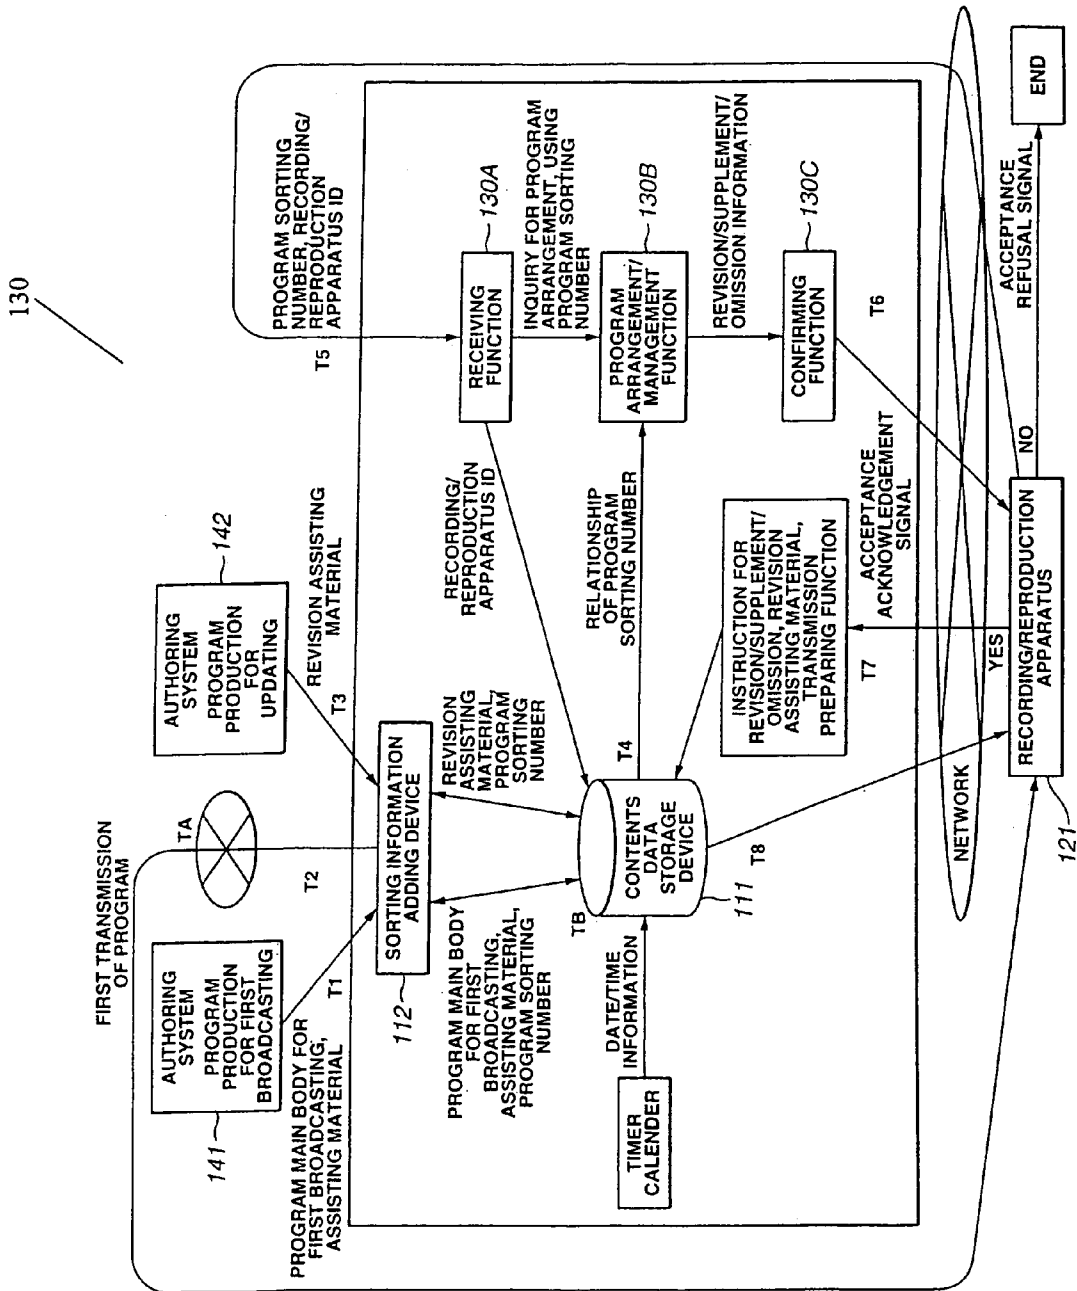 130
FIRST TRANSMISSION
OF PROGRAM
TA
AUTHORING
SYSTEM
PROGRAM
PRODUCTION
FOR FIRST
BROADCASTING
141
T1
PROGRAM MAIN BODY FOR
FIRST BROADCASTING,
ASSISTING MATERIAL
T2
AUTHORING
SYSTEM
PROGRAM
PRODUCTION
FOR
UPDATING
142
REVISION ASSISTING
MATERIAL
T3
PROGRAM SORTING
NUMBER, RECORDING/
REPRODUCTION
APPARATUS ID
T5
SORTING INFORMATION
ADDING DEVICE
112
PROGRAM MAIN BODY
FOR FIRST
BROADCASTING,
ASSISTING MATERIAL,
PROGRAM SORTING
NUMBER
REVISION
ASSISTING
MATERIAL,
PROGRAM
SORTING
NUMBER
RECORDING/
REPRODUCTION
APPARATUS ID
RECEIVING
FUNCTION
130A
INQUIRY FOR PROGRAM
ARRANGEMENT, USING
PROGRAM SORTING
NUMBER
TIMER
CALENDER
DATE/TIME
INFORMATION
TB
CONTENTS
DATA
STORAGE
DEVICE
111
T4
RELATIONSHIP
OF PROGRAM
SORTING NUMBER
PROGRAM
ARRANGEMENT/
MANAGEMENT
FUNCTION
130B
REVISION/SUPPLEMENT/
OMISSION INFORMATION
T8
INSTRUCTION FOR
REVISION/SUPPLEMENT/
OMISSION, REVISION
ASSISTING MATERIAL,
TRANSMISSION
PREPARING FUNCTION
CONFIRMING
FUNCTION
130C
T7
ACCEPTANCE
ACKNOWLEDGEMENT
SIGNAL
T6
NETWORK
YES
RECORDING/REPRODUCTION
APPARATUS
121
NO
ACCEPTANCE
REFUSAL SIGNAL
END